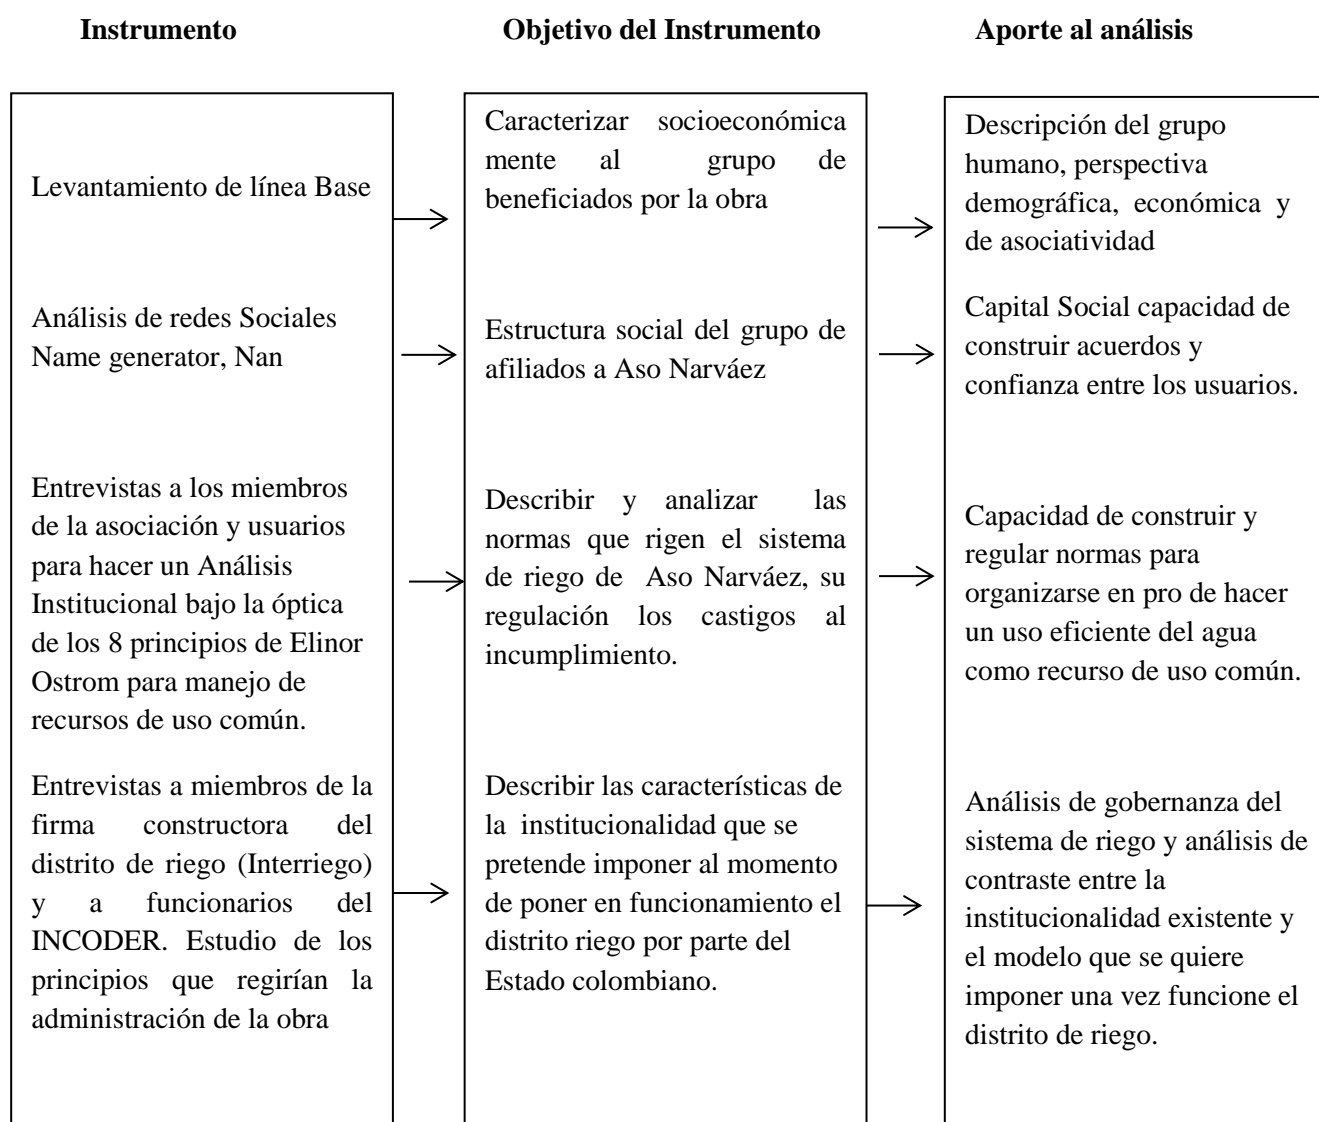 Instrumento
Objetivo del Instrumento
Aporte al análisis
Levantamiento de línea Base
Caracterizar socioeconómica
mente al grupo de
beneficiados por la obra
Descripción del grupo
humano, perspectiva
demográfica, económica y
de asociatividad
Análisis de redes Sociales
Name generator, Nan
Estructura social del grupo de
afiliados a Aso Narváez
Capital Social capacidad de
construir acuerdos y
confianza entre los usuarios.
Entrevistas a los miembros
de la asociación y usuarios
para hacer un Análisis
Institucional bajo la óptica
de los 8 principios de Elinor
Ostrom para manejo de
recursos de uso común.
Describir y analizar las
normas que rigen el sistema
de riego de Aso Narváez, su
regulación los castigos al
incumplimiento.
Capacidad de construir y
regular normas para
organizarse en pro de hacer
un uso eficiente del agua
como recurso de uso común.
Entrevistas a miembros de la
firma constructora del
distrito de riego (Interriego)
y a funcionarios del
INCODER. Estudio de los
principios que regirían la
administración de la obra
Describir las características de
la institucionalidad que se
pretende imponer al momento
de poner en funcionamiento el
distrito riego por parte del
Estado colombiano.
Análisis de gobernanza del
sistema de riego y análisis de
contraste entre la
institucionalidad existente y
el modelo que se quiere
imponer una vez funcione el
distrito de riego.